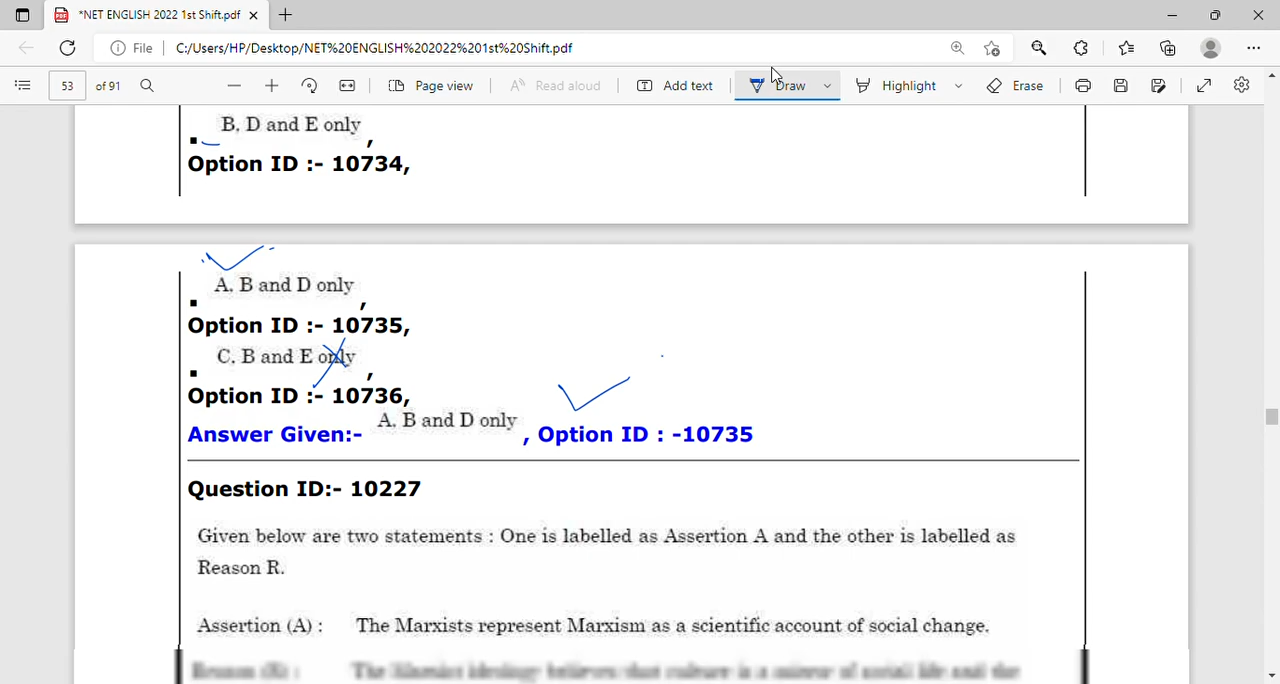 *NET ENGLISH 2022 1st Shift.pdf
File C:/Users/HP/Desktop/NET%20ENGLISH%202022%201st%20Shift.pdf
53 of 91 Page view Read aloud Add text Draw Highlight Erase
B, D and E only
,
Option ID :- 10734,
A, B and D only
,
Option ID :- 10735,
C, B and E only
,
Option ID :- 10736,
Answer Given:- A, B and D only , Option ID : -10735
Question ID:- 10227
Given below are two statements : One is labelled as Assertion A and the other is labelled as
Reason R.
Assertion (A) : The Marxists represent Marxism as a scientific account of social change.